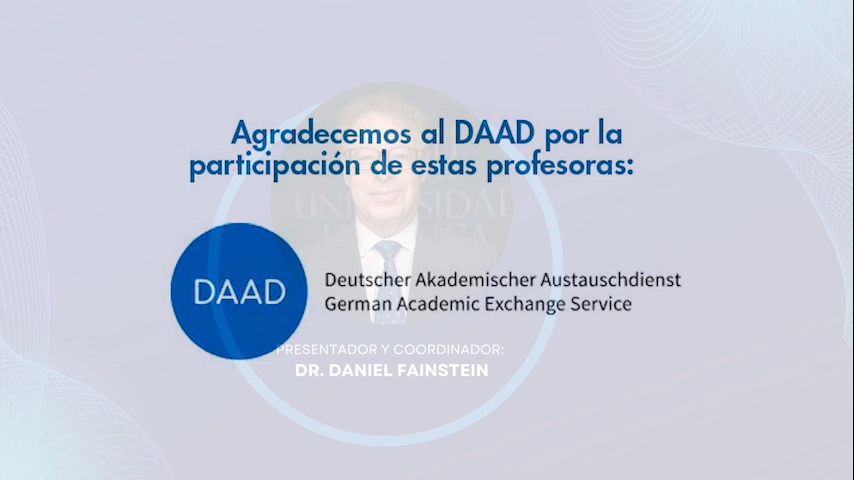 Agradecemos al DAAD por la
participación de estas profesoras:
UNIVERSIDAD
DAAD
Deutscher Akademischer Austauschdienst
German Academic Exchange Service
PRESENTADOR Y COORDINADOR:
DR. DANIEL FAINSTEIN